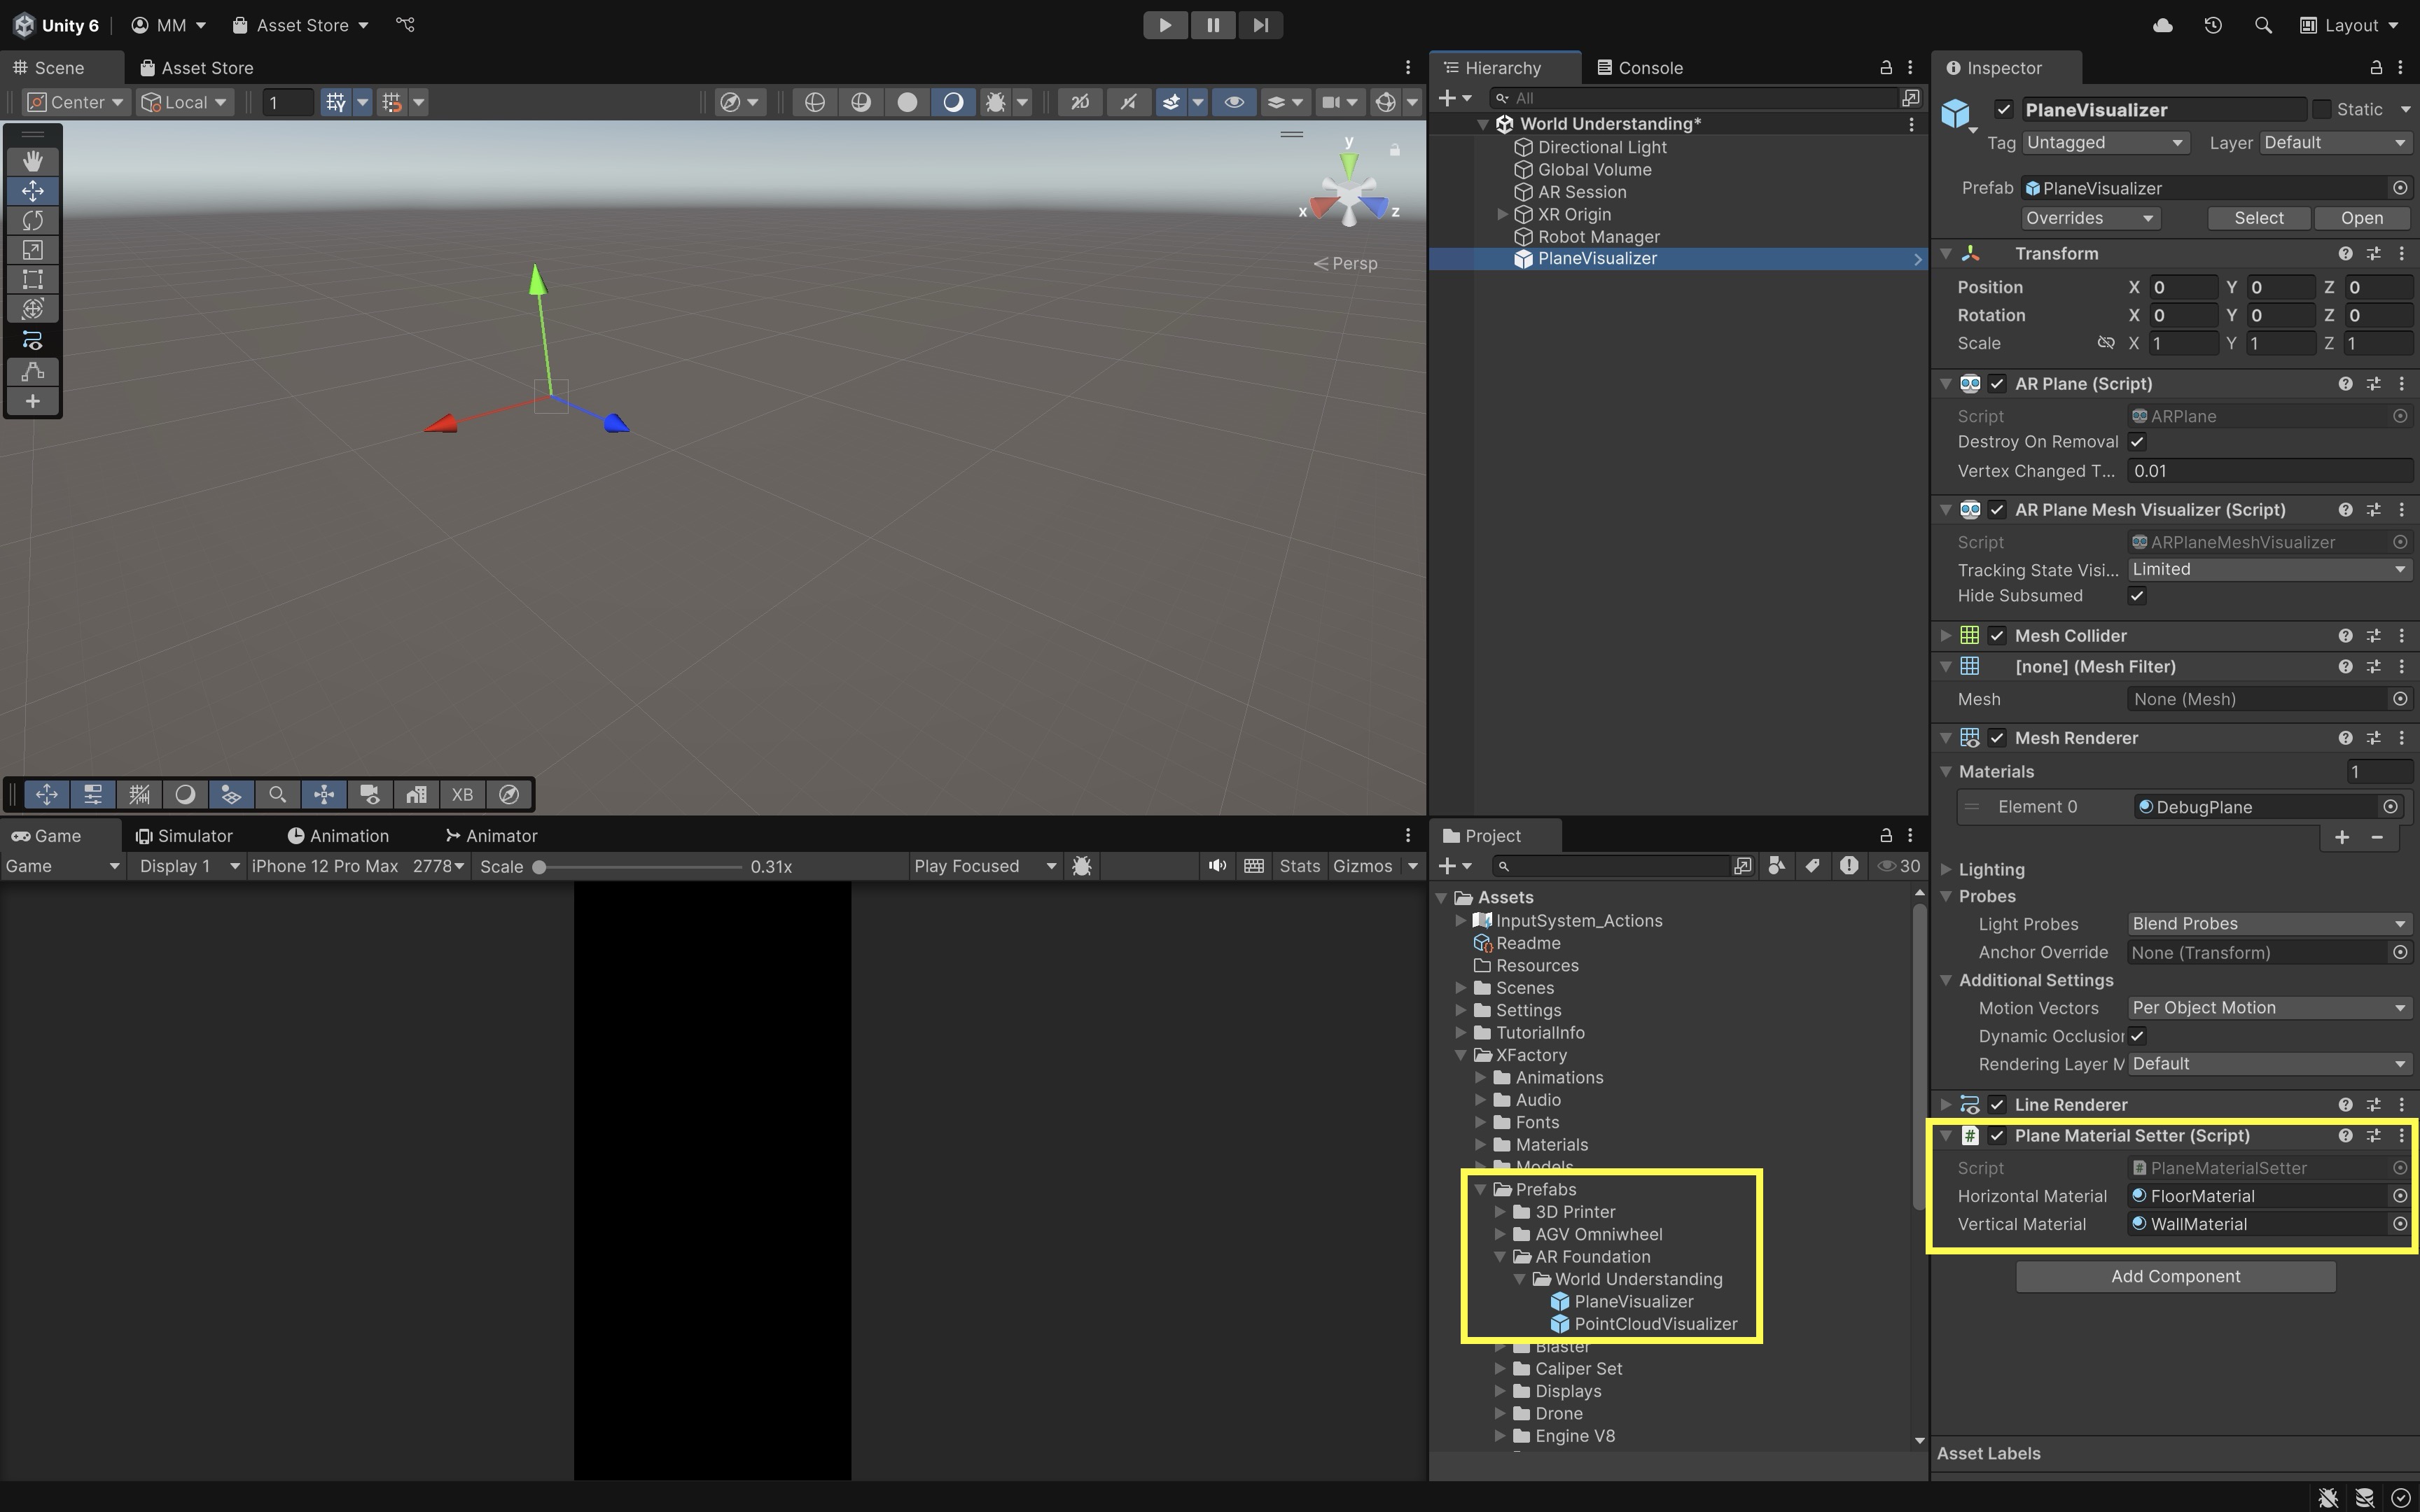 Unity 6
MM
Asset Store
Layout
Scene
Asset Store
Center
Local
1
2D
y
x
z
Persp
XB
Game
Simulator
Animation
Animator
Game
Display 1
iPhone 12 Pro Max 2778
Scale
0.31x
Play Focused
Stats
Gizmos
Hierarchy
Console
All
World Understanding*
Directional Light
Global Volume
AR Session
XR Origin
Robot Manager
PlaneVisualizer
Project
30
Assets
InputSystem_Actions
Readme
Resources
Scenes
Settings
TutorialInfo
XFactory
Animations
Audio
Fonts
Materials
Models
Prefabs
3D Printer
AGV Omniwheel
AR Foundation
World Understanding
PlaneVisualizer
PointCloudVisualizer
Blaster
Caliper Set
Displays
Drone
Engine V8
Inspector
PlaneVisualizer
Static
Tag Untagged
Layer Default
Prefab PlaneVisualizer
Overrides Select Open
Transform
Position X 0 Y 0 Z 0
Rotation X 0 Y 0 Z 0
Scale X 1 Y 1 Z 1
AR Plane (Script)
Script ARPlane
Destroy On Removal
Vertex Changed T... 0.01
AR Plane Mesh Visualizer (Script)
Script ARPlaneMeshVisualizer
Tracking State Visi... Limited
Hide Subsumed
Mesh Collider
[none] (Mesh Filter)
Mesh None (Mesh)
Mesh Renderer
Materials 1
Element 0 DebugPlane
Lighting
Probes
Light Probes Blend Probes
Anchor Override None (Transform)
Additional Settings
Motion Vectors Per Object Motion
Dynamic Occlusion
Rendering Layer M Default
Line Renderer
Plane Material Setter (Script)
Script PlaneMaterialSetter
Horizontal Material FloorMaterial
Vertical Material WallMaterial
Add Component
Asset Labels